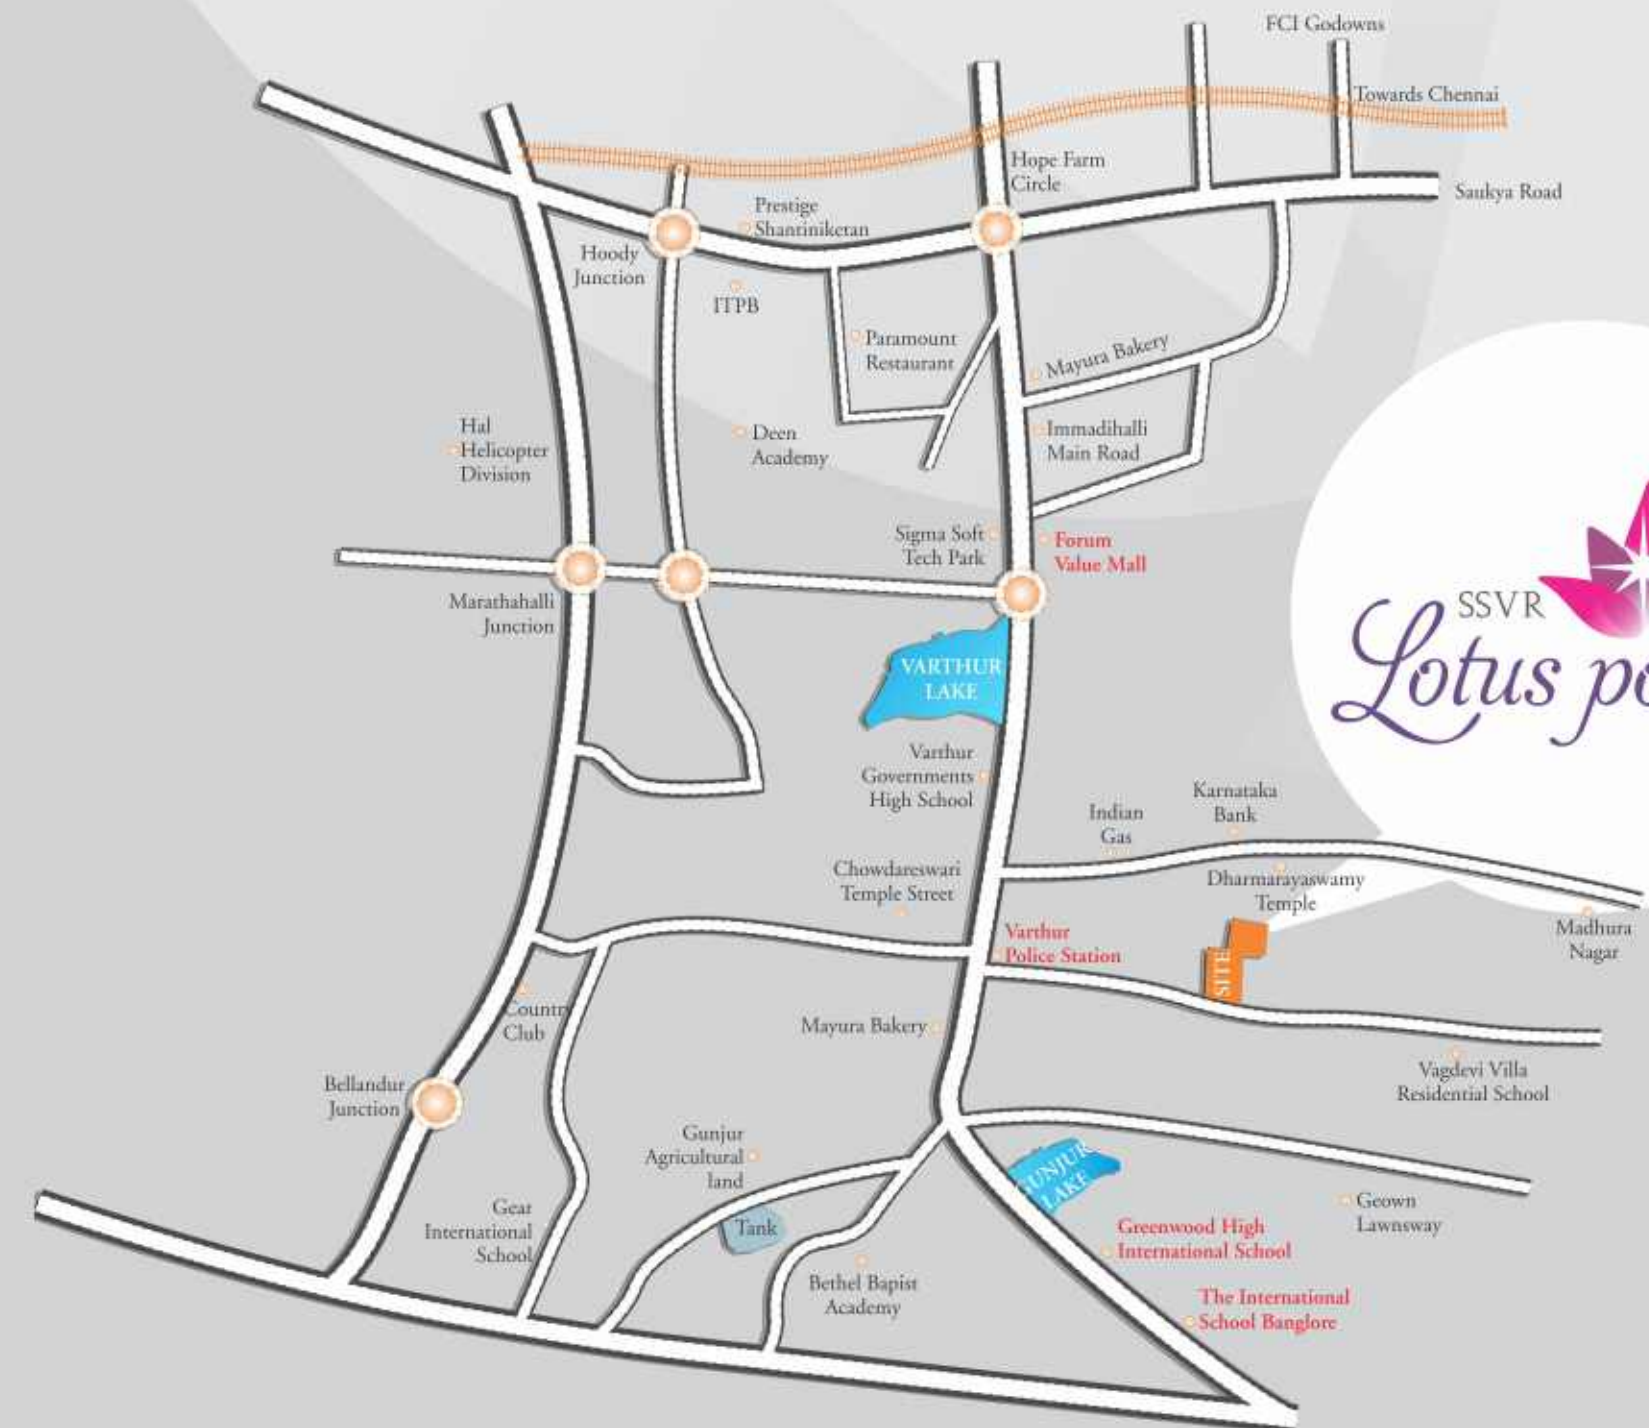 FCI Godowns
Towards Chennai
Hope Farm
Circle
Saukya Road
Prestige
Shantiniketan
Hoody
Junction
ITPB
Paramount
Restaurant
Mayura Bakery
Hal
Helicopter
Division
Deen
Academy
Immadihalli
Main Road
Sigma Soft
Tech Park
Forum
Value Mall
Marathahalli
Junction
SSVR
Lotus
VARTHUR
LAKE
Varthur
Governments
High School
Indian
Gas
Karnataka
Bank
Chowdareswari
Temple Street
Dharmarayaswamy
Temple
Madhura
Nagar
Varthur
Police Station
SITE
Country
Club
Mayura Bakery
Vagdevi Villa
Residential School
Bellandur
Junction
Gunjur
Agricultural
land
GUNJUR
LAKE
Geown
Lawnsway
Gear
International
School
Tank
Greenwood High
International School
Bethel Bapist
Academy
The International
School Banglore